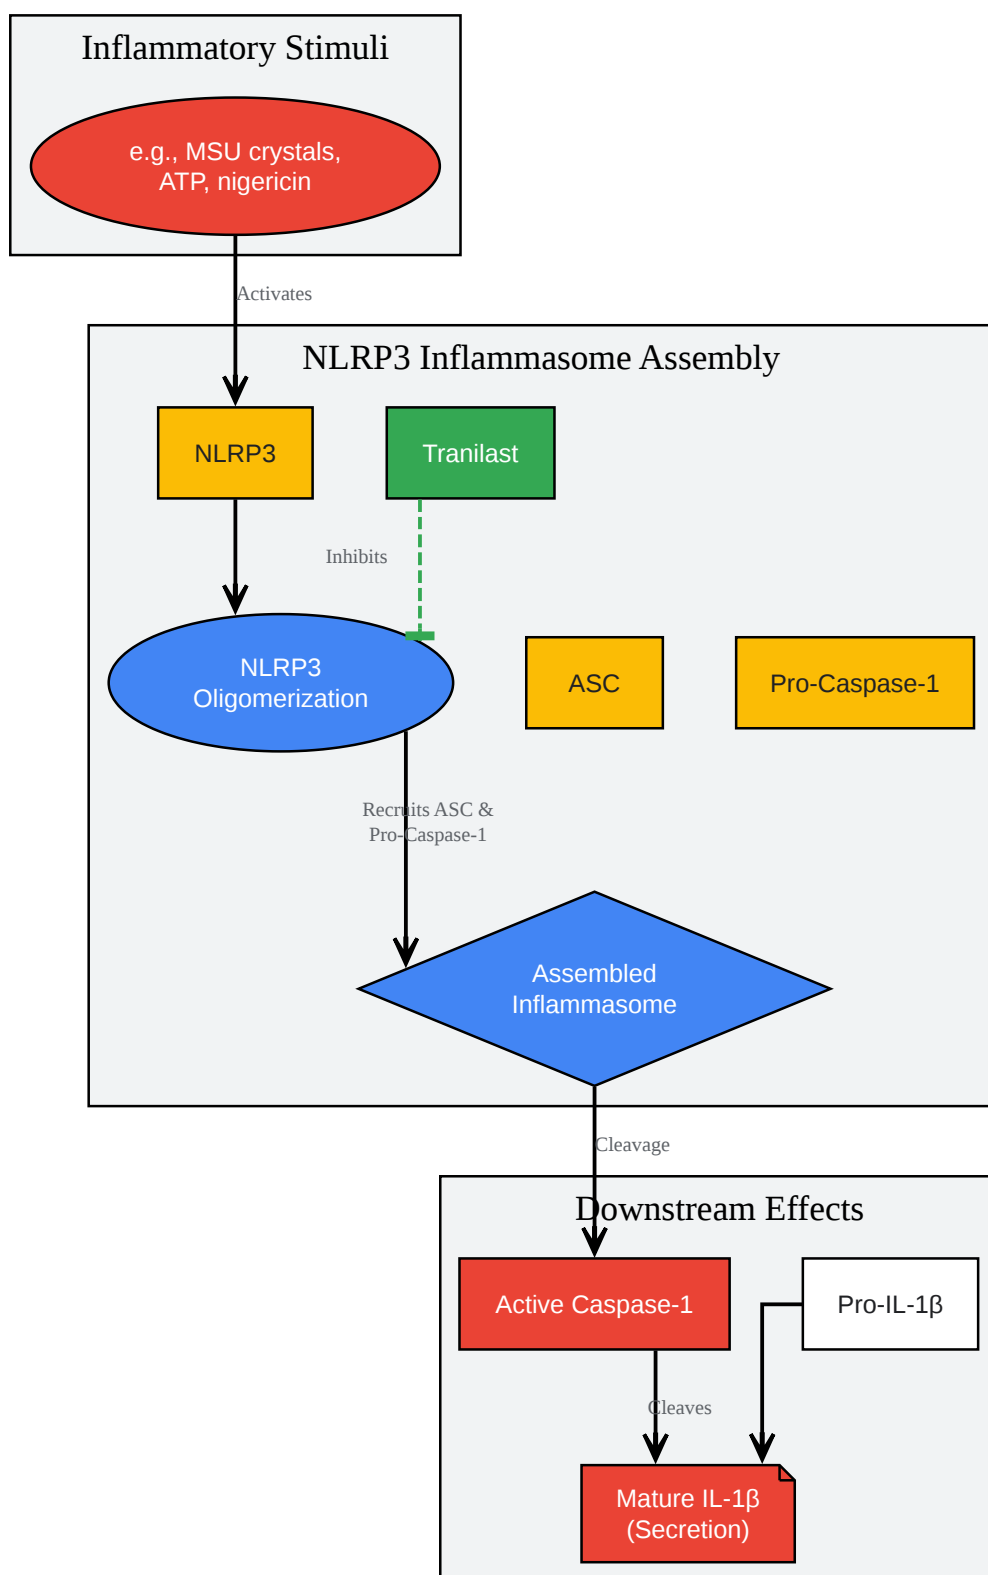 Inflammatory Stimuli
e.g., MSU crystals,
ATP, nigericin
Activates
NLRP3 Inflammasome Assembly
NLRP3
Tranilast
Inhibits
NLRP3
Oligomerization
ASC
Pro-Caspase-1
Recruits ASC &
Pro-Caspase-1
Assembled
Inflammasome
Cleavage
Downstream Effects
Active Caspase-1
Pro-IL-1β
Cleaves
Mature IL-1β
(Secretion)